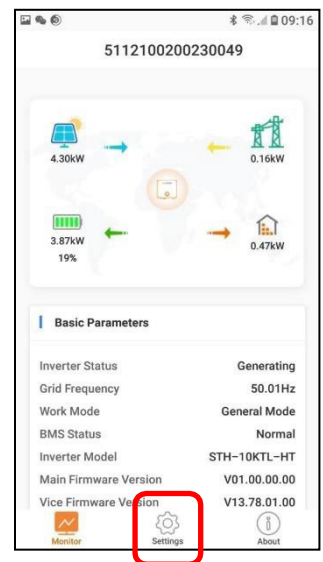 09:16
5112100200230049
4.30kW
0.16kW
3.87kW
19%
0.47kW
Basic Parameters
Inverter Status Generating
Grid Frequency 50.01Hz
Work Mode General Mode
BMS Status Normal
Inverter Model STH-10KTL-HT
Main Firmware Version V01.00.00.00
Vice Firmware Version V13.78.01.00
Monitor Settings About